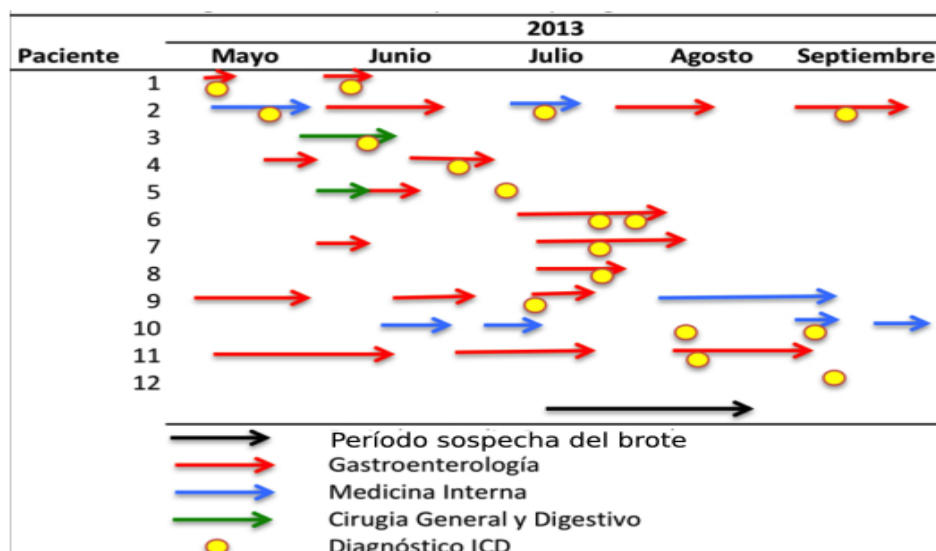 2013
Paciente Mayo Junio Julio Agosto Septiembre
1
2
3
4
5
6
7
8
9
10
11
12
Período sospecha del brote
Gastroenterología
Medicina Interna
Cirugia General y Digestivo
Diagnóstico ICD